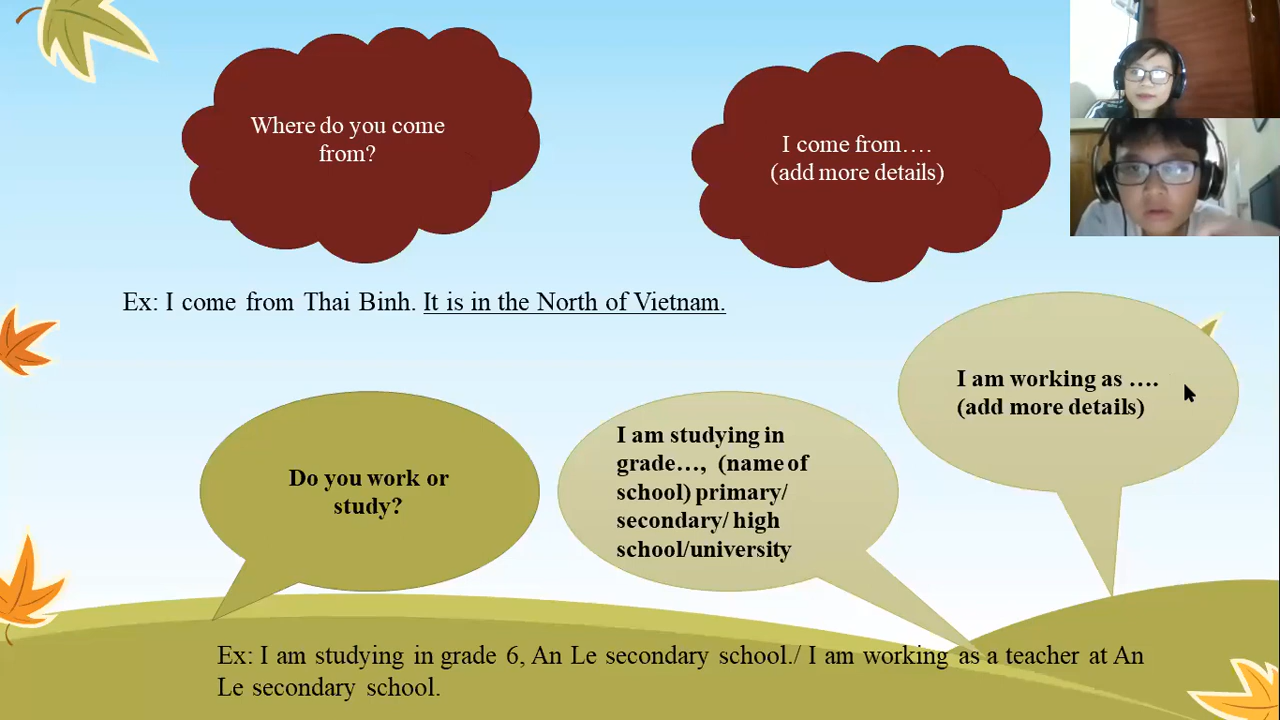 Where do you come
from?
I come from….
(add more details)
Ex: I come from Thai Binh. It is in the North of Vietnam.
I am working as ….
(add more details)
Do you work or
study?
I am studying in
grade…, (name of
school) primary/
secondary/ high
school/university
Ex: I am studying in grade 6, An Le secondary school./ I am working as a teacher at An
Le secondary school.